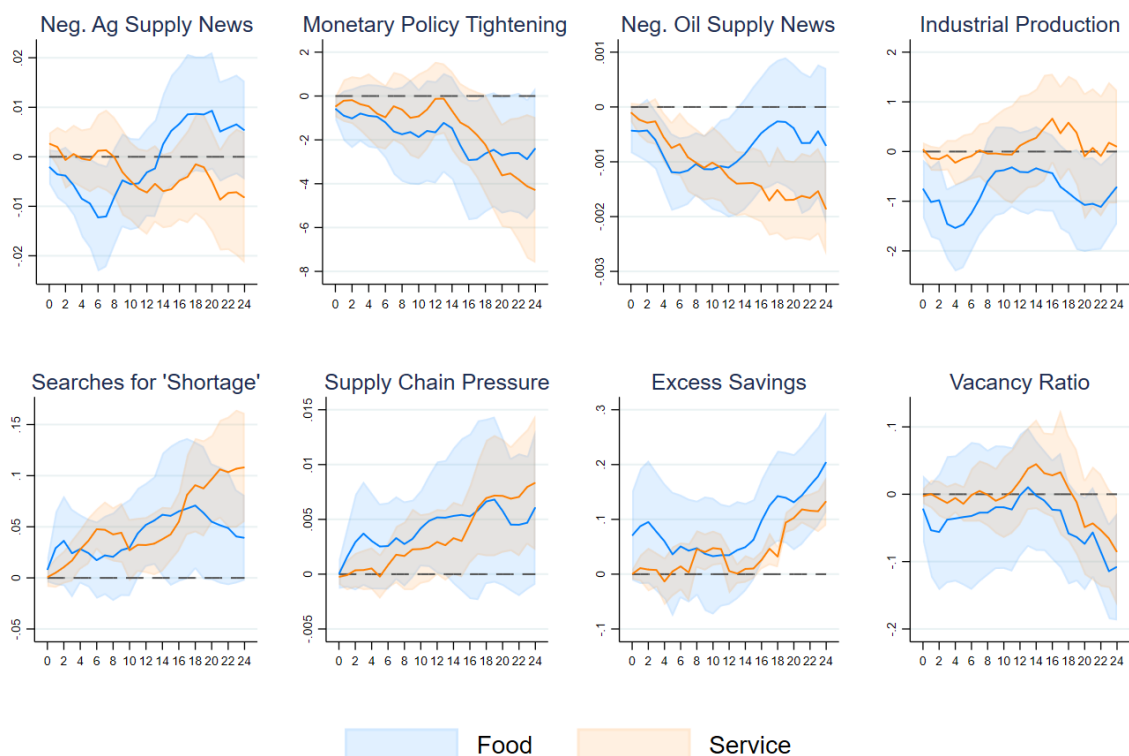 Neg. Ag Supply News
.02
.01
0
-.01
-.02
0 2 4 6 8 10 12 14 16 18 20 22 24
Monetary Policy Tightening
2
0
-2
-4
-6
-8
0 2 4 6 8 10 12 14 16 18 20 22 24
Neg. Oil Supply News
.001
0
-.001
-.002
-.003
0 2 4 6 8 10 12 14 16 18 20 22 24
Industrial Production
2
1
0
-1
-2
0 2 4 6 8 10 12 14 16 18 20 22 24
Searches for 'Shortage'
.15
.1
.05
0
-.05
0 2 4 6 8 10 12 14 16 18 20 22 24
Supply Chain Pressure
.015
.01
.005
0
-.005
0 2 4 6 8 10 12 14 16 18 20 22 24
Excess Savings
.3
.2
.1
0
-.1
0 2 4 6 8 10 12 14 16 18 20 22 24
Vacancy Ratio
.1
0
-.1
-.2
0 2 4 6 8 10 12 14 16 18 20 22 24
Food Service